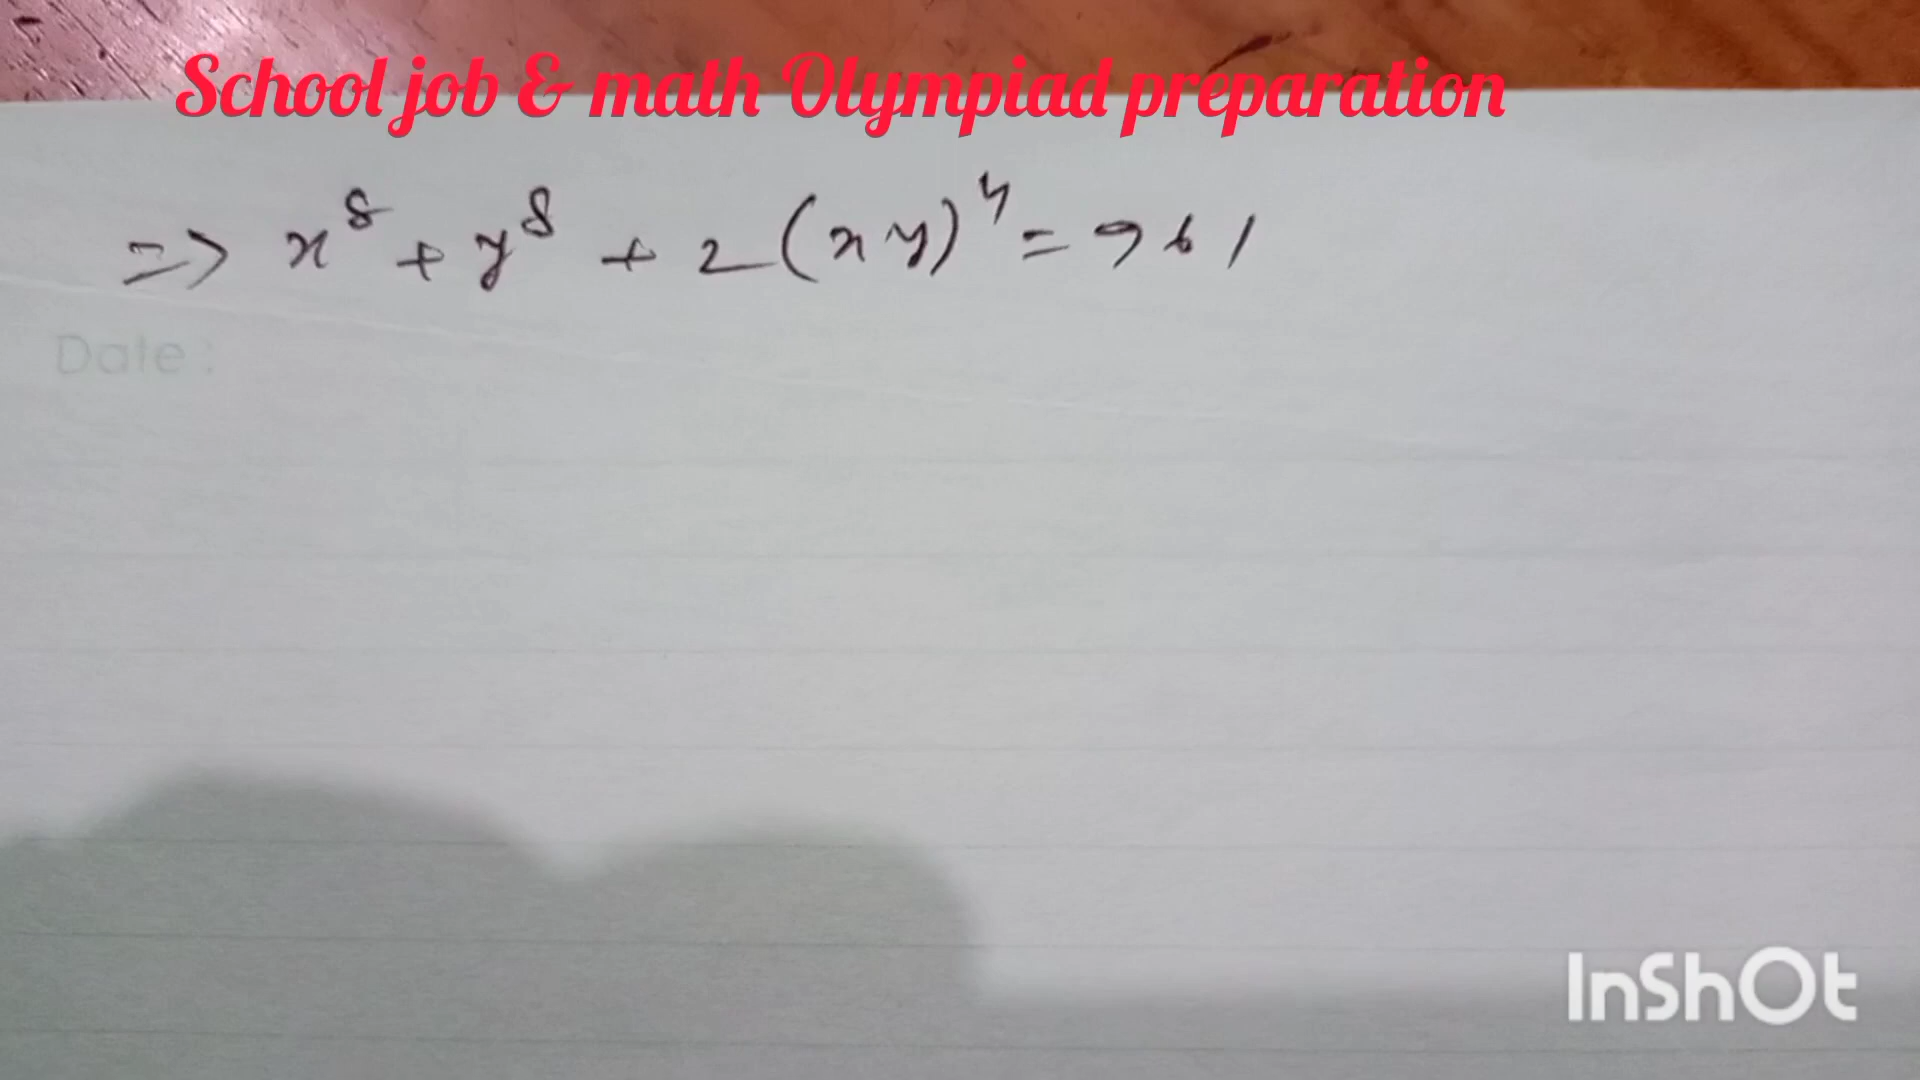 School job & math Olympiad preparation
=> x⁸ + y⁸ + 2(xy)⁴ = 961
Date:
InShOt